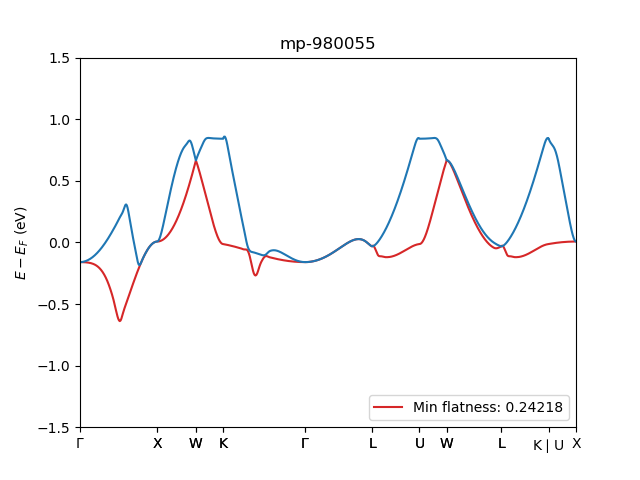 mp-980055
1.5
1.0
0.5
0.0
−0.5
−1.0
−1.5
E − E_F (eV)
Min flatness: 0.24218
Γ X W K Γ L U W L K | U X